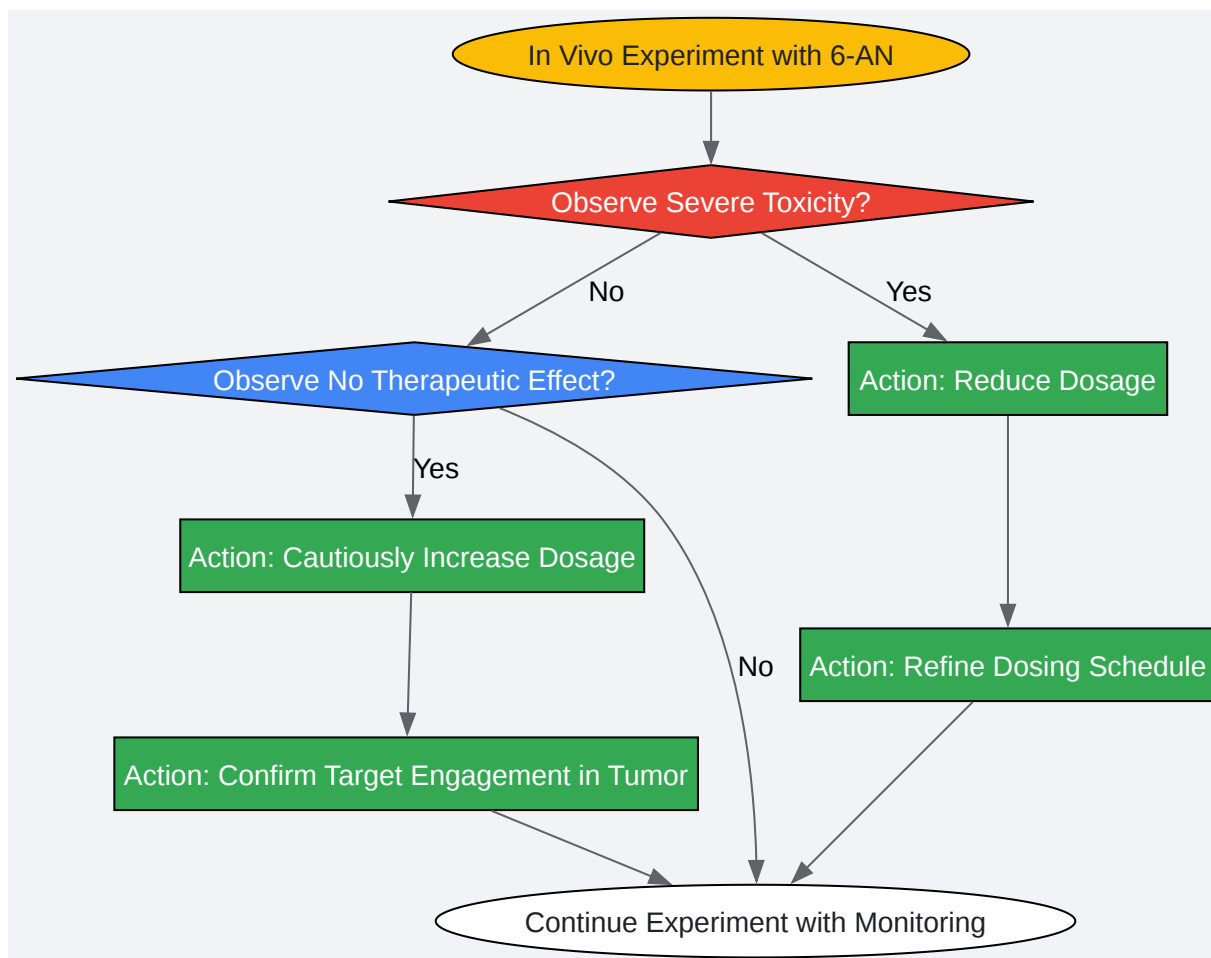 In Vivo Experiment with 6-AN
Observe Severe Toxicity?
No
Yes
Observe No Therapeutic Effect?
Action: Reduce Dosage
Yes
Action: Cautiously Increase Dosage
No
Action: Refine Dosing Schedule
Action: Confirm Target Engagement in Tumor
Continue Experiment with Monitoring